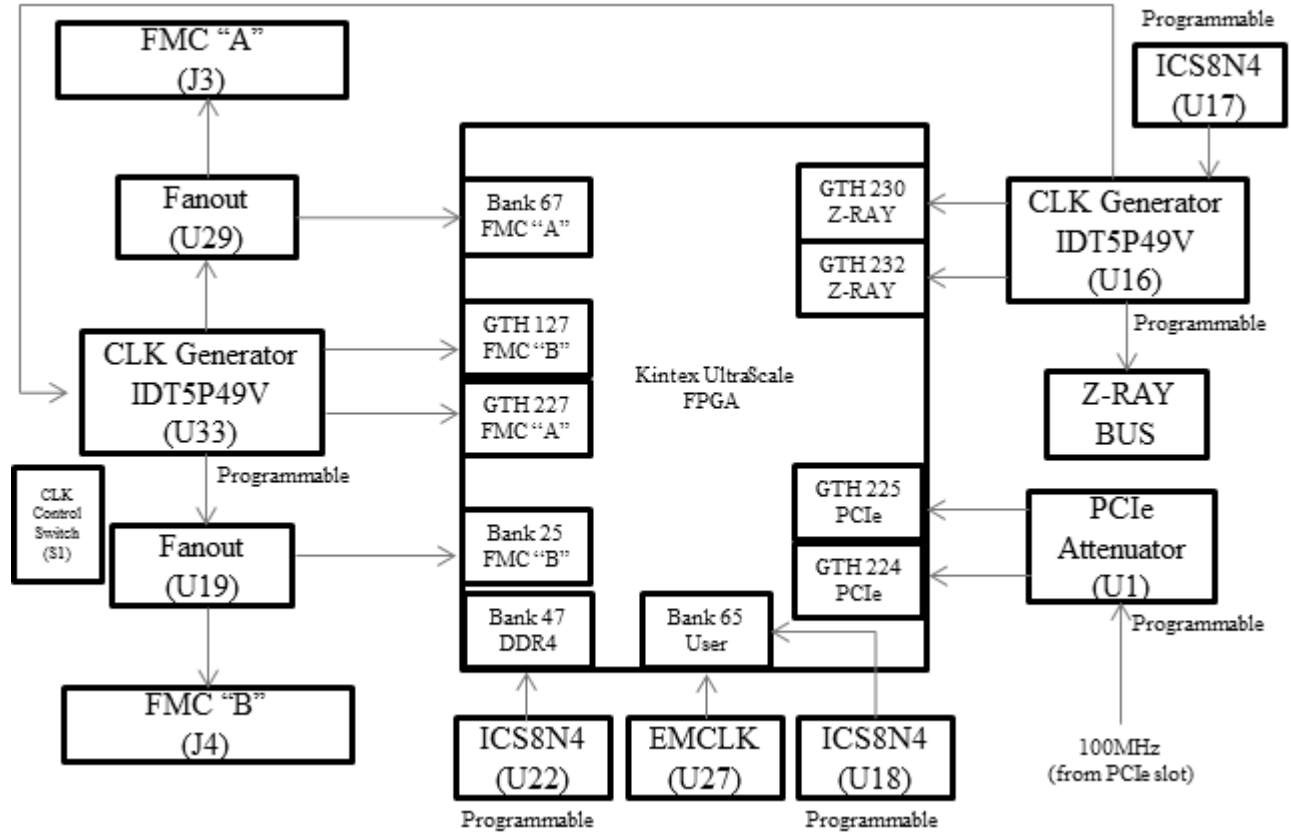 FMC “A”
(J3)
Programmable
ICS8N4
(U17)
Fanout
(U29)
Bank 67
FMC “A”
GTH 230
Z-RAY
GTH 232
Z-RAY
CLK Generator
IDT5P49V
(U16)
Programmable
CLK Generator
IDT5P49V
(U33)
Programmable
GTH 127
FMC “B”
GTH 227
FMC “A”
Kintex UltraScale
FPGA
Z-RAY
BUS
CLK
Control
Switch
(S1)
Fanout
(U19)
Bank 25
FMC “B”
GTH 225
PCIe
GTH 224
PCIe
PCIe
Attenuator
(U1)
Programmable
Bank 47
DDR4
Bank 65
User
FMC “B”
(J4)
ICS8N4
(U22)
Programmable
EMCLK
(U27)
ICS8N4
(U18)
Programmable
100MHz
(from PCIe slot)